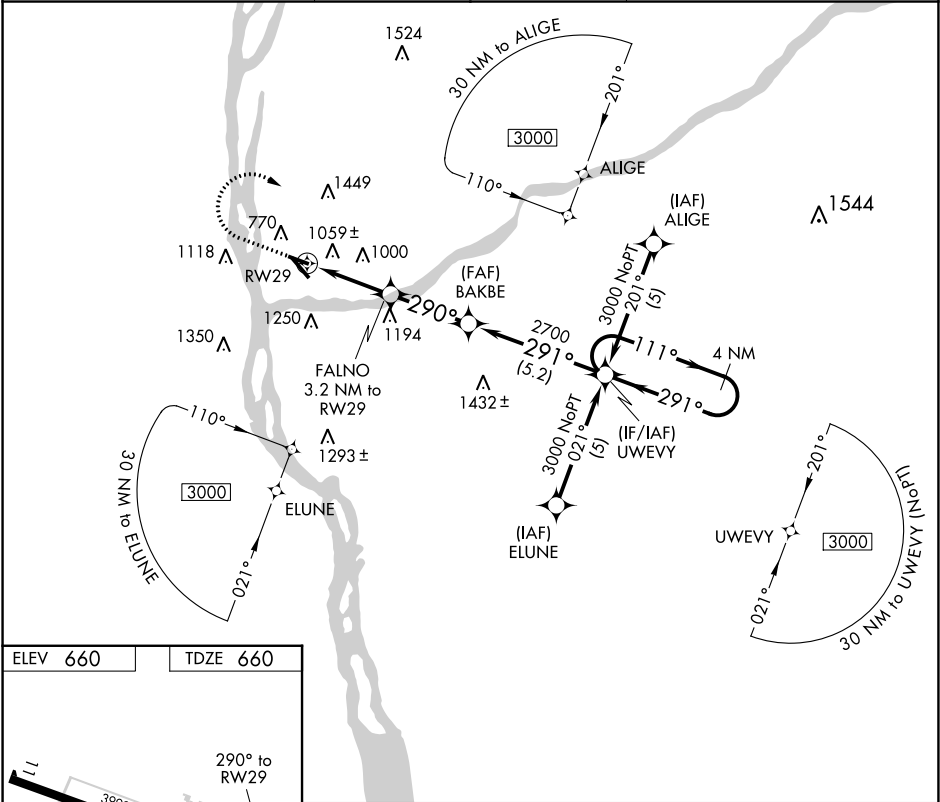 1524
30 NM to ALIGE
201°
3000
110°
ALIGE
1449
770
1059 ±
1000
1118
RW29
(IAF)
ALIGE
1544
(FAF)
BAKBE
3000 NoPT
201°
(5)
290°
2700
291°
(5.2)
111°
4 NM
291°
1250
1194
1350
FALNO
3.2 NM to
RW29
1432 ±
(IF/IAF)
UWEVY
3000 NoPT
021°
(5)
(IAF)
ELUNE
110°
1293 ±
30 NM to ELUNE
3000
ELUNE
021°
201°
UWEVY
3000
021°
30 NM to UWEVY (NoPT)
ELEV 660
TDZE 660
290° to
RW29
11